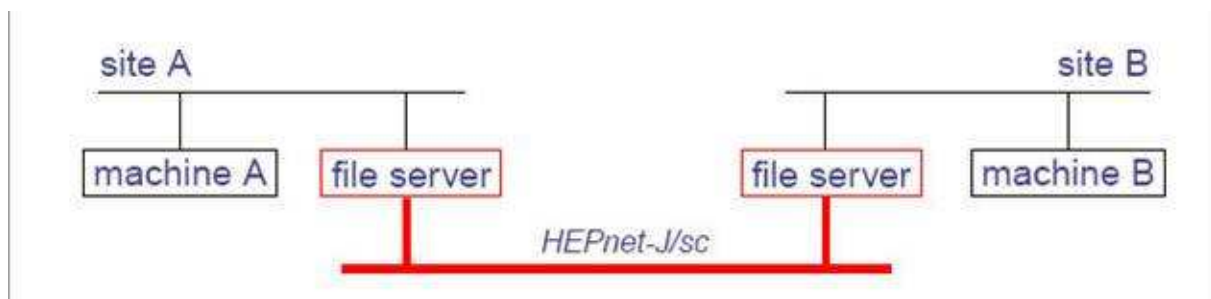 site A
site B
machine A
file server
file server
machine B
HEPnet-J/sc